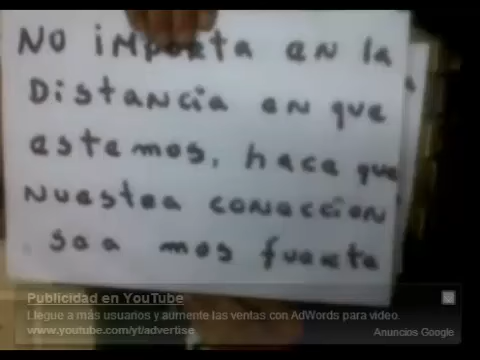 NO importa en la
Distancia en que
estemos, hace que
nuestra coneccion
sea mas fuerte
Publicidad en YouTube
Llegue a más usuarios y aumente las ventas con AdWords para video.
www.youtube.com/yt/advertise
Anuncios Google